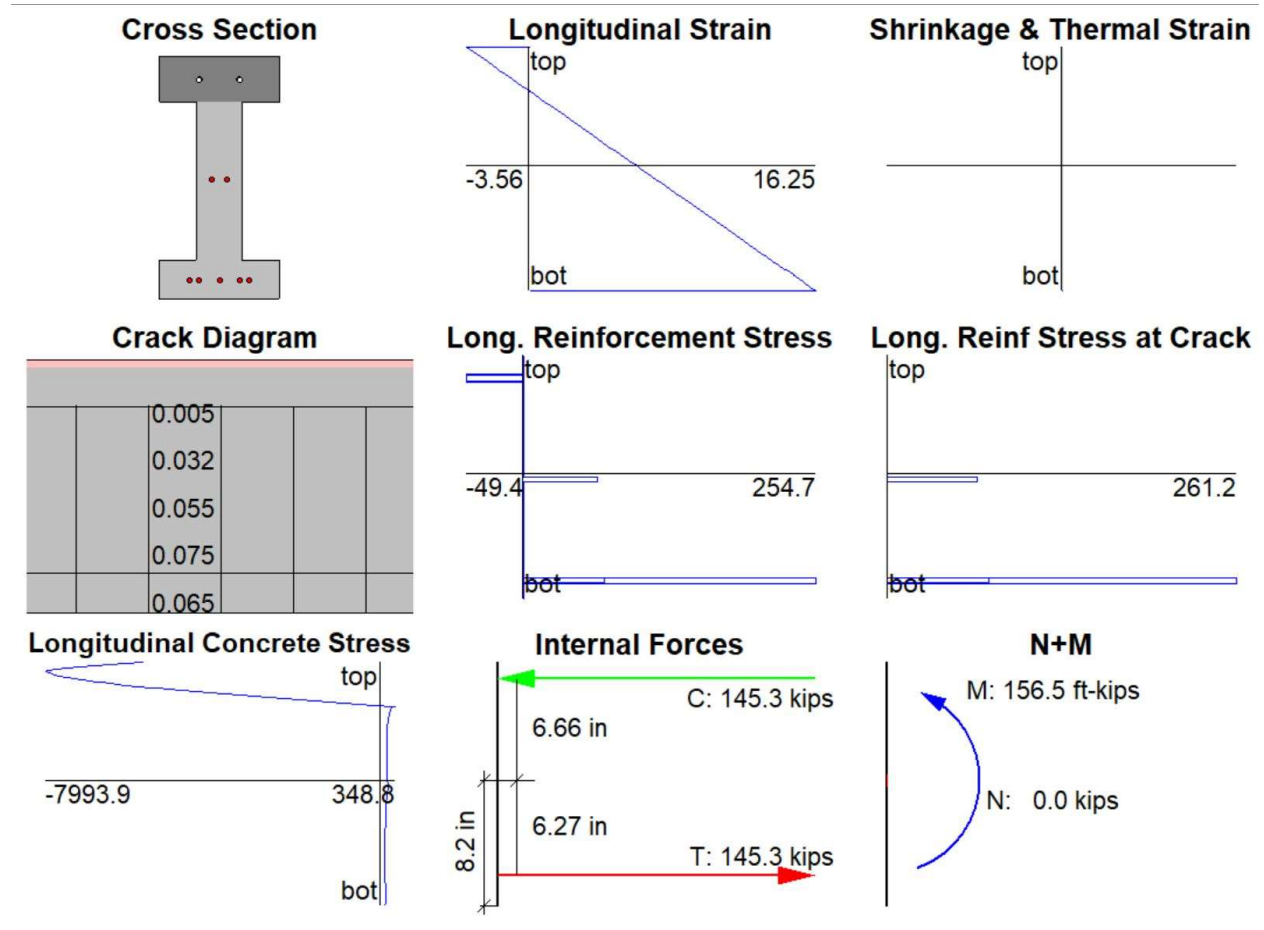 Cross Section
Longitudinal Strain
top
-3.56
16.25
bot
Shrinkage & Thermal Strain
top
bot
Crack Diagram
0.005
0.032
0.055
0.075
0.065
Long. Reinforcement Stress
top
-49.4
254.7
bot
Long. Reinf Stress at Crack
top
261.2
bot
Longitudinal Concrete Stress
top
-7993.9
348.8
bot
Internal Forces
C: 145.3 kips
6.66 in
6.27 in
8.2 in
T: 145.3 kips
N+M
M: 156.5 ft-kips
N: 0.0 kips